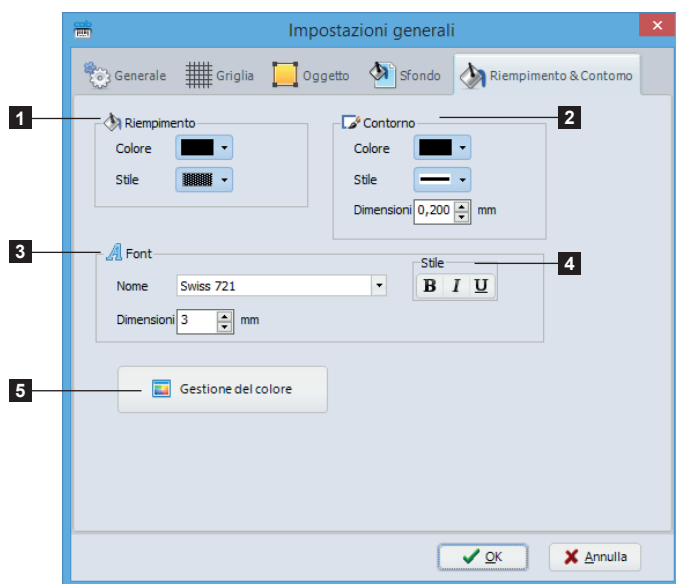 cab
Impostazioni generali
Generale Griglia Oggetto Sfondo Riempimento & Contorno
1 Riempimento
2 Contorno
Colore
Stile
Colore
Stile
Dimensioni 0,200 mm
3 Font
4 Stile
Nome Swiss 721 B I U
Dimensioni 3 mm
5 Gestione del colore
OK Annulla